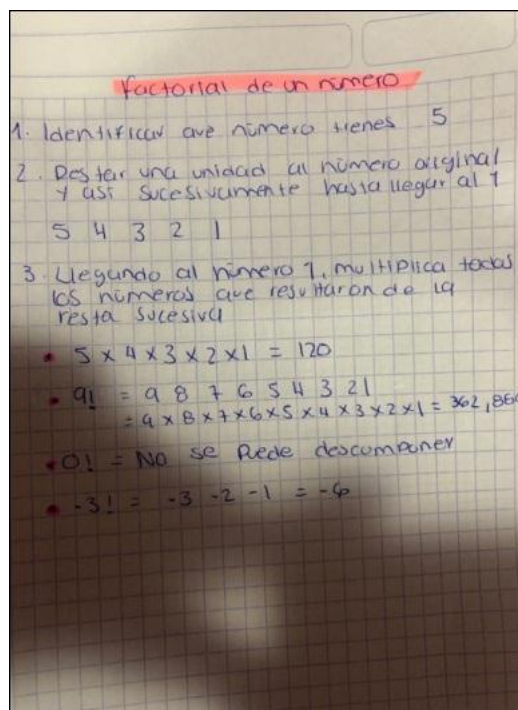 Factorial de un número
1. Identificar que número tienes 5
2. Restar una unidad al número original
y asi sucesivamente hasta llegar al 1
5 4 3 2 1
3. Llegando al número 1, multiplica todos
los números que resultaron de la
resta sucesiva
• 5 x 4 x 3 x 2 x 1 = 120
• 9! = 9 8 7 6 5 4 3 2 1
= 9 x 8 x 7 x 6 x 5 x 4 x 3 x 2 x 1 = 362,880
• 0! = No se puede descomponer
• -3! = -3 -2 -1 = -6